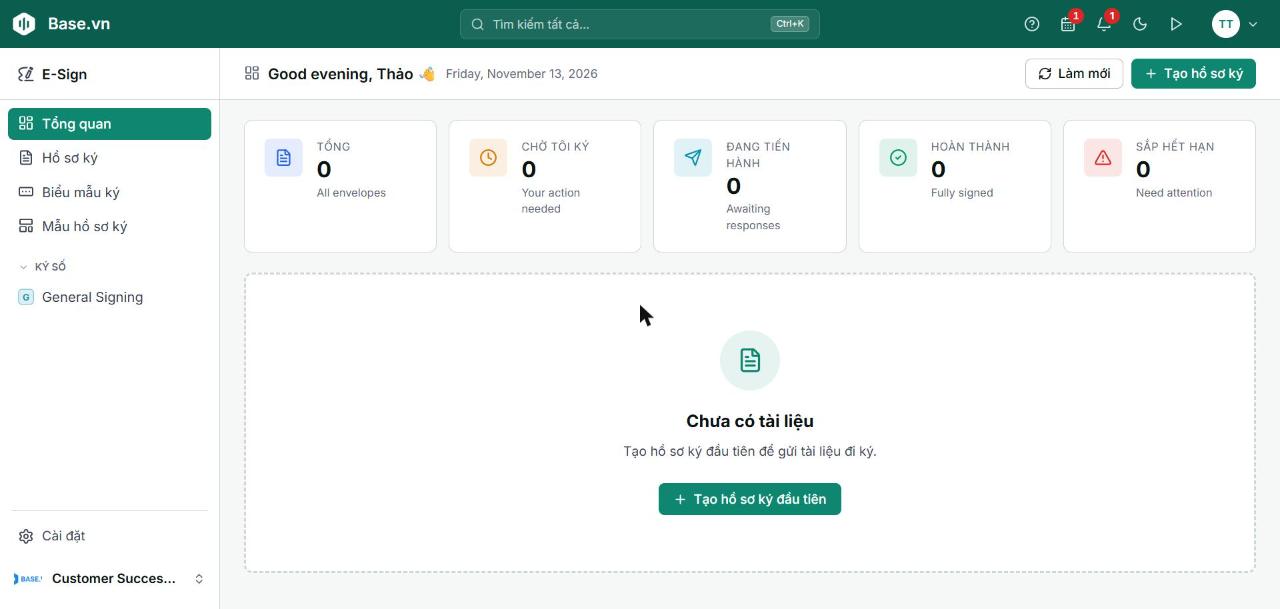 Base.vn
Tìm kiếm tất cả...
Ctrl+K
1
1
TT
E-Sign
Good evening, Thảo 👋
Friday, November 13, 2026
Làm mới
Tạo hồ sơ ký
Tổng quan
Hồ sơ ký
Biểu mẫu ký
Mẫu hồ sơ ký
KÝ SỐ
G
General Signing
TỔNG
0
All envelopes
CHỜ TÔI KÝ
0
Your action
needed
ĐANG TIẾN
HÀNH
0
Awaiting
responses
HOÀN THÀNH
0
Fully signed
SẮP HẾT HẠN
0
Need attention
Chưa có tài liệu
Tạo hồ sơ ký đầu tiên để gửi tài liệu đi ký.
Tạo hồ sơ ký đầu tiên
Cài đặt
BASE.V
Customer Succes...